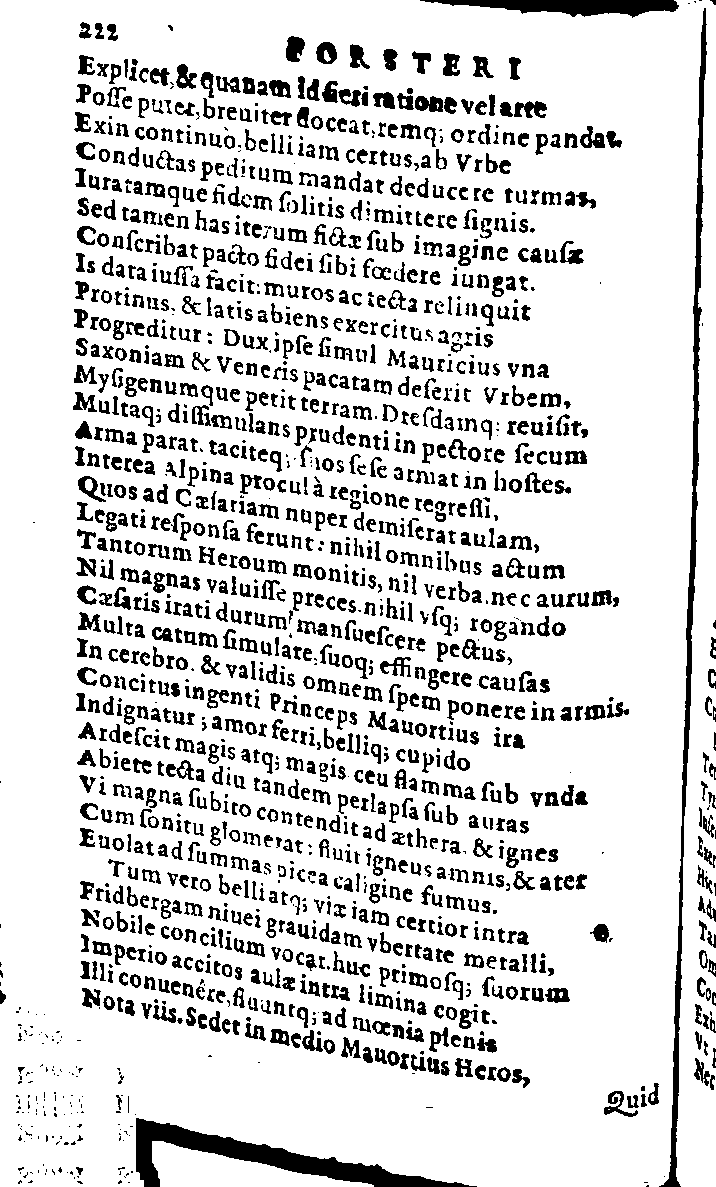 222
FORSTERI
Explicet, & quanam id fieri ratione vel arte
Posse putet, breuiter doceat, remq; ordine pandat.
Exin continuò, belli iam certus, ab Vrbe
Conductas peditum mandat deducere turmas,
Iuratamque fidem solitis dimittere signis.
Sed tamen has iterum fictæ sub imagine causæ
Conscribat pacto fidei sibi fœdere iungat.
Is data iussa facit: muros ac tecta relinquit
Protinus, & latis abiens exercitus agris
Progreditur: Dux ipse simul Mauricius vna
Saxoniam & Veneris pacatam deserit Vrbem,
Mysigenumque petit terram. Dresdamq: reuisit,
Multaq; dissimulans prudenti in pectore secum
Arma parat. taciteq; suos sese armat in hostes.
Interea Alpina procul à regione regressi,
Quos ad Cæsariam nuper demiserat aulam,
Legati responsa ferunt: nihil omnibus actum
Tantorum Heroum monitis, nil verba. nec aurum,
Nil magnas valuisse preces. nihil vsq; rogando
Cæsaris irati durum mansuescere pectus,
Multa catum simulare, suoq; effingere causas
In cerebro. & validis omnem spem ponere in armis.
Concitus ingenti Princeps Mauortius ira
Indignatur; amor ferri, belliq; cupido
Ardescit magis atq; magis ceu flamma sub vnda
Abiete tecta diu tandem perlapsa sub auras
Vi magna subito contendit ad æthera. & ignes
Cum sonitu glomerat: fluit igneus amnis, & ater
Euolat ad summas picea caligine fumus.
Tum vero belli atq; viæ iam certior intra
Fridbergam niuei grauidam vbertate metalli,
Nobile concilium vocat. huc primosq; suorum
Imperio accitos aulæ intra limina cogit.
Illi conuenére, fluuntq; ad mœnia plenis
Nota viis. Sedet in medio Mauortius Heros,
Quid